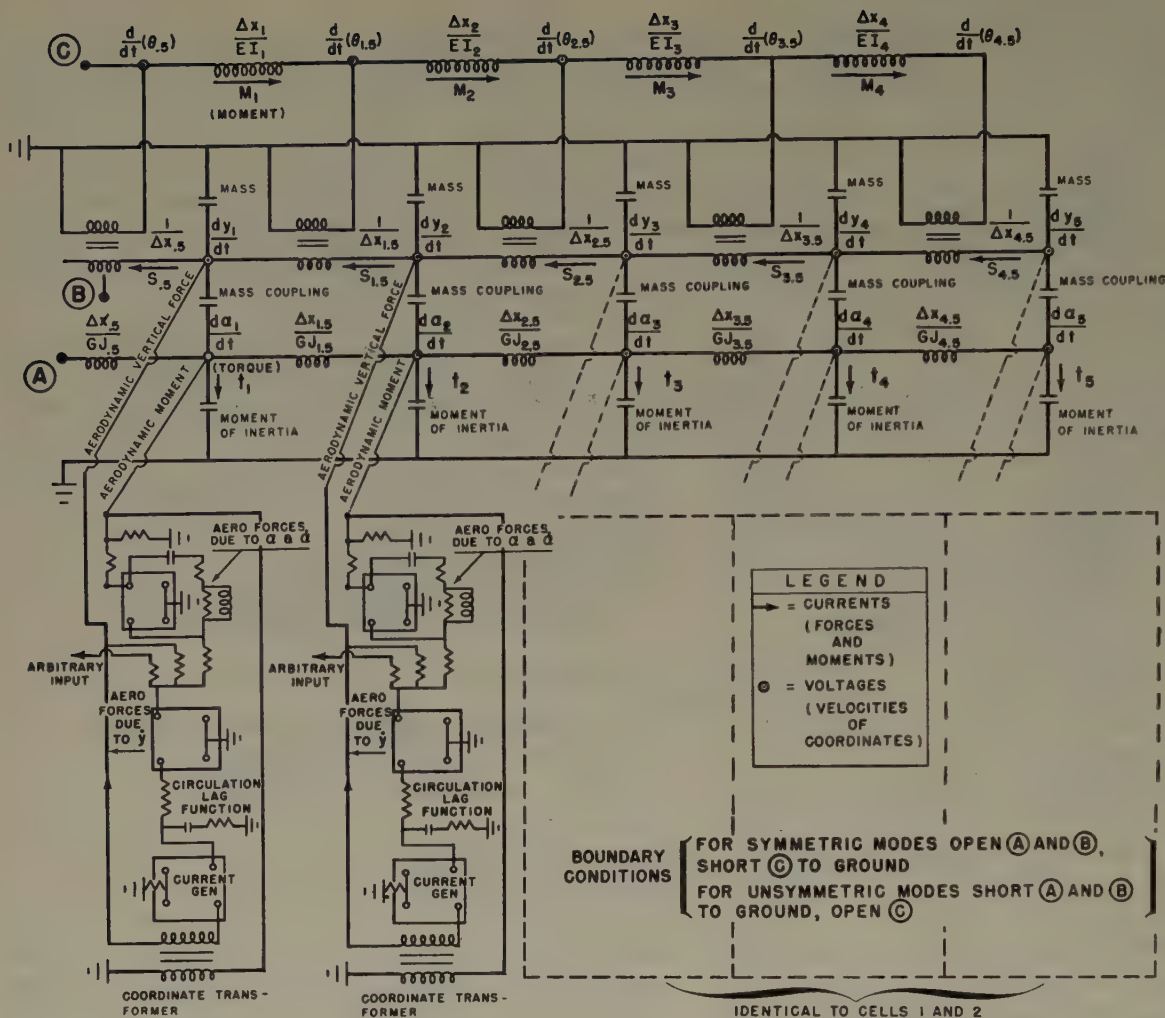 d/dt(θ.5) Δx1/EI1 d/dt(θ1.5) Δx2/EI2 d/dt(θ2.5) Δx3/EI3 d/dt(θ3.5) Δx4/EI4 d/dt(θ4.5)
C
M1 M2 M3 M4
(MOMENT)
MASS MASS MASS MASS MASS
1/Δx.5 dy1/dt 1/Δx1.5 dy2/dt 1/Δx2.5 dy3/dt 1/Δx3.5 dy4/dt 1/Δx4.5 dy5/dt
S.5 S1.5 S2.5 S3.5 S4.5
B
MASS COUPLING MASS COUPLING MASS COUPLING MASS COUPLING MASS COUPLING
Δx.5/GJ.5 dα1/dt Δx1.5/GJ1.5 dα2/dt Δx2.5/GJ2.5 dα3/dt Δx3.5/GJ3.5 dα4/dt Δx4.5/GJ4.5 dα5/dt
A
(TORQUE)
t1 t2 t3 t4 t5
MOMENT OF INERTIA
MOMENT OF INERTIA
MOMENT OF INERTIA
MOMENT OF INERTIA
MOMENT OF INERTIA
AERODYNAMIC VERTICAL FORCE
AERODYNAMIC MOMENT
AERODYNAMIC VERTICAL FORCE
AERODYNAMIC MOMENT
AERO FORCES
DUE TO α & α̇
ARBITRARY
INPUT
AERO
FORCES
DUE
TO ẏ
CIRCULATION
LAG
FUNCTION
CURRENT
GEN
COORDINATE TRANS-
FORMER
AERO FORCES
DUE TO α & α̇
ARBITRARY
INPUT
AERO
FORCES
DUE
TO ẏ
CIRCULATION
LAG
FUNCTION
CURRENT
GEN
COORDINATE TRANS-
FORMER
LEGEND
→ = CURRENTS
(FORCES
AND
MOMENTS)
⊙ = VOLTAGES
(VELOCITIES
OF
COORDINATES)
BOUNDARY
CONDITIONS
FOR SYMMETRIC MODES OPEN Ⓐ AND Ⓑ,
SHORT Ⓒ TO GROUND
FOR UNSYMMETRIC MODES SHORT Ⓐ AND Ⓑ
TO GROUND, OPEN Ⓒ
IDENTICAL TO CELLS 1 AND 2